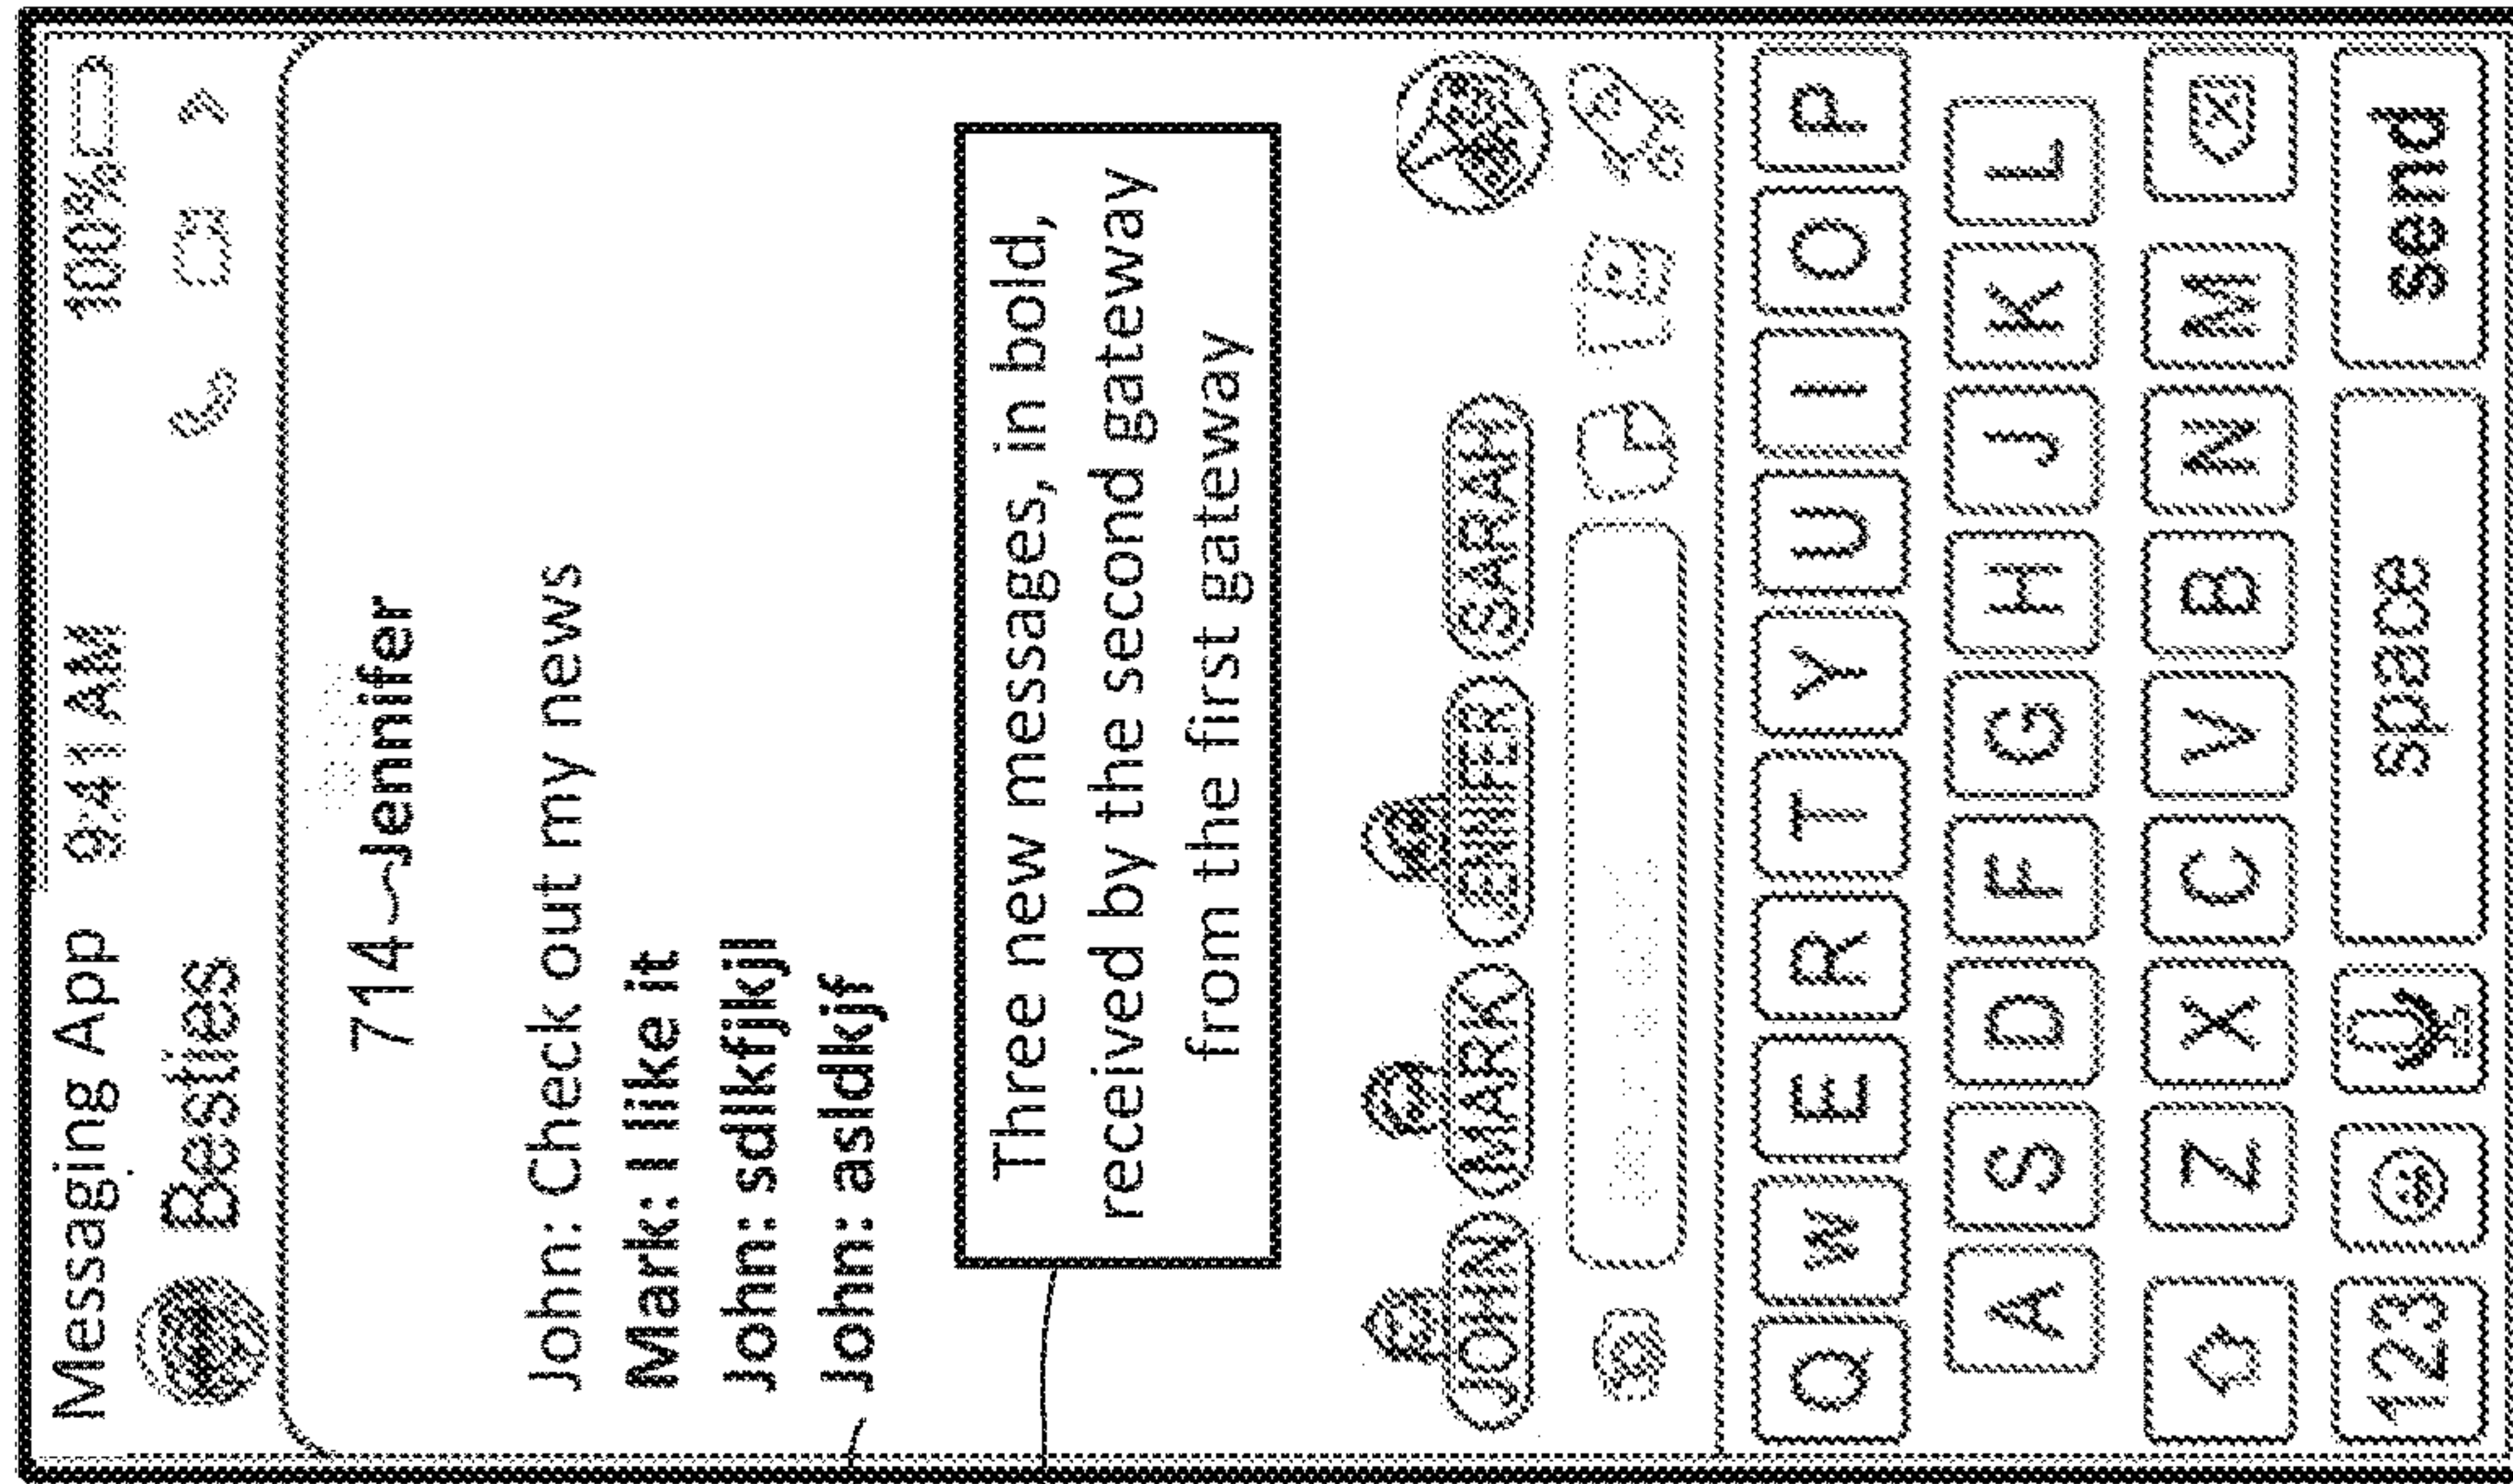 Messaging App 9:41 AM 100%
Besties
714 Jennifer
John: Check out my news
Mark: I like it
John: sdlkfjkjl
John: asldkjf
Three new messages, in bold,
received by the second gateway
from the first gateway
JOHN MARK ENIFER SARAH
Q W E R T Y U I O P
A S D F G H J K L
Z X C V B N M
123 space send